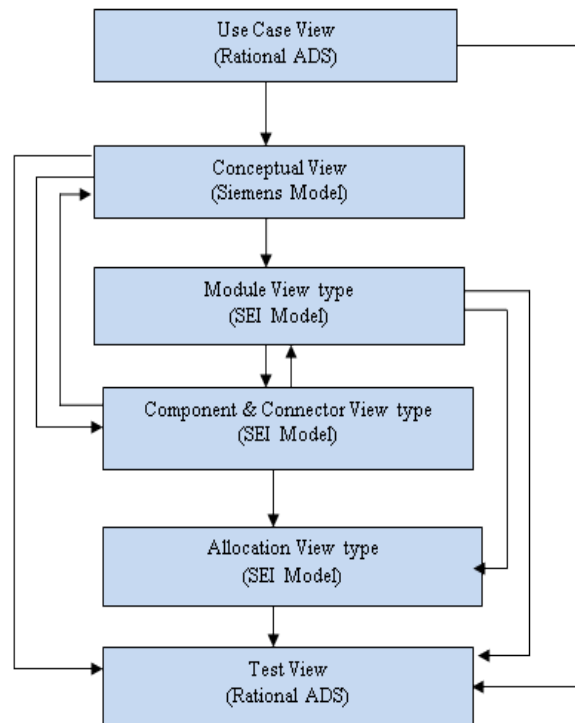 Use Case View
(Rational ADS)
Conceptual View
(Siemens Model)
Module View type
(SEI Model)
Component & Connector View type
(SEI Model)
Allocation View type
(SEI Model)
Test View
(Rational ADS)